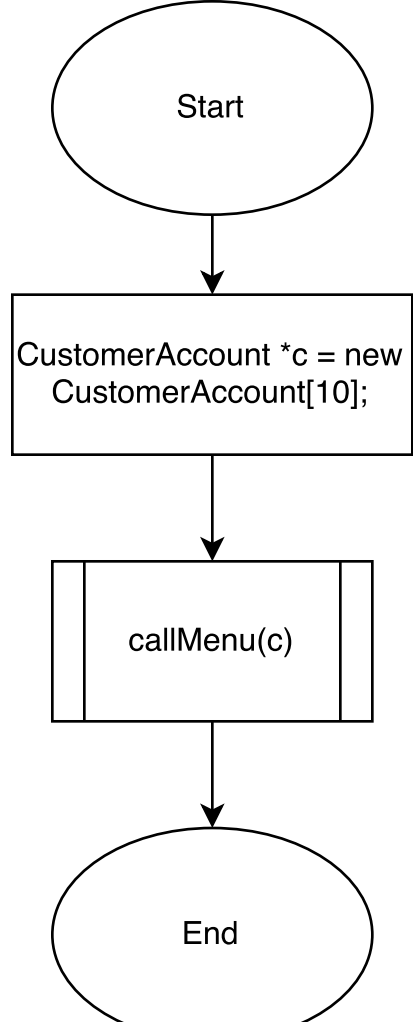 Start
CustomerAccount *c = new
CustomerAccount[10];
callMenu(c)
End